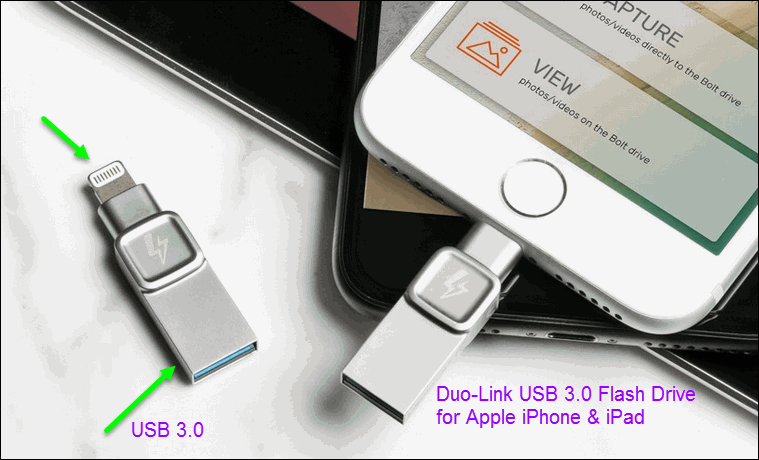 CAPTURE
photos/videos directly to the Bolt drive
VIEW
photos/videos on the Bolt drive
USB 3.0
Duo-Link USB 3.0 Flash Drive
for Apple iPhone & iPad